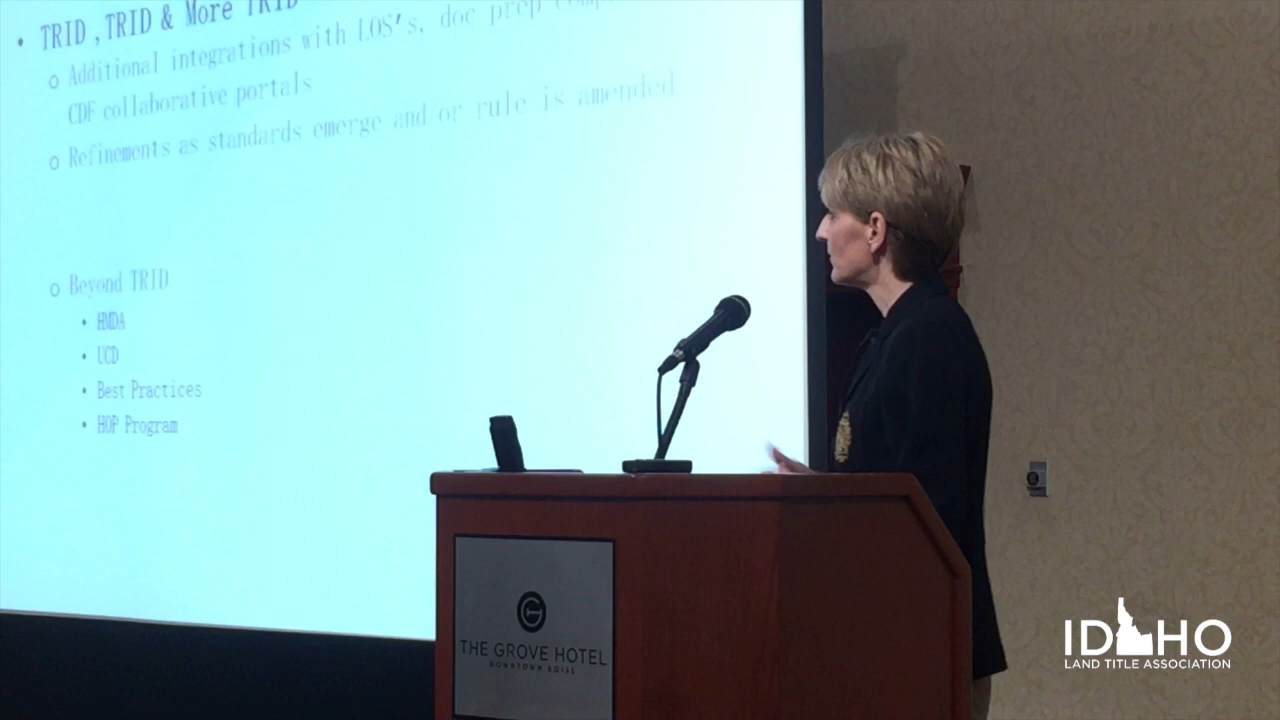 • TRID ,TRID & More TRID
o Additional integrations with LOS's, doc prep
CDF collaborative portals
o Refinements as standards emerge and or rule is amended
o Beyond TRID
• HMDA
• UCD
• Best Practices
• HOP Program
G
THE GROVE HOTEL
DOWNTOWN BOISE
IDAHO
LAND TITLE ASSOCIATION